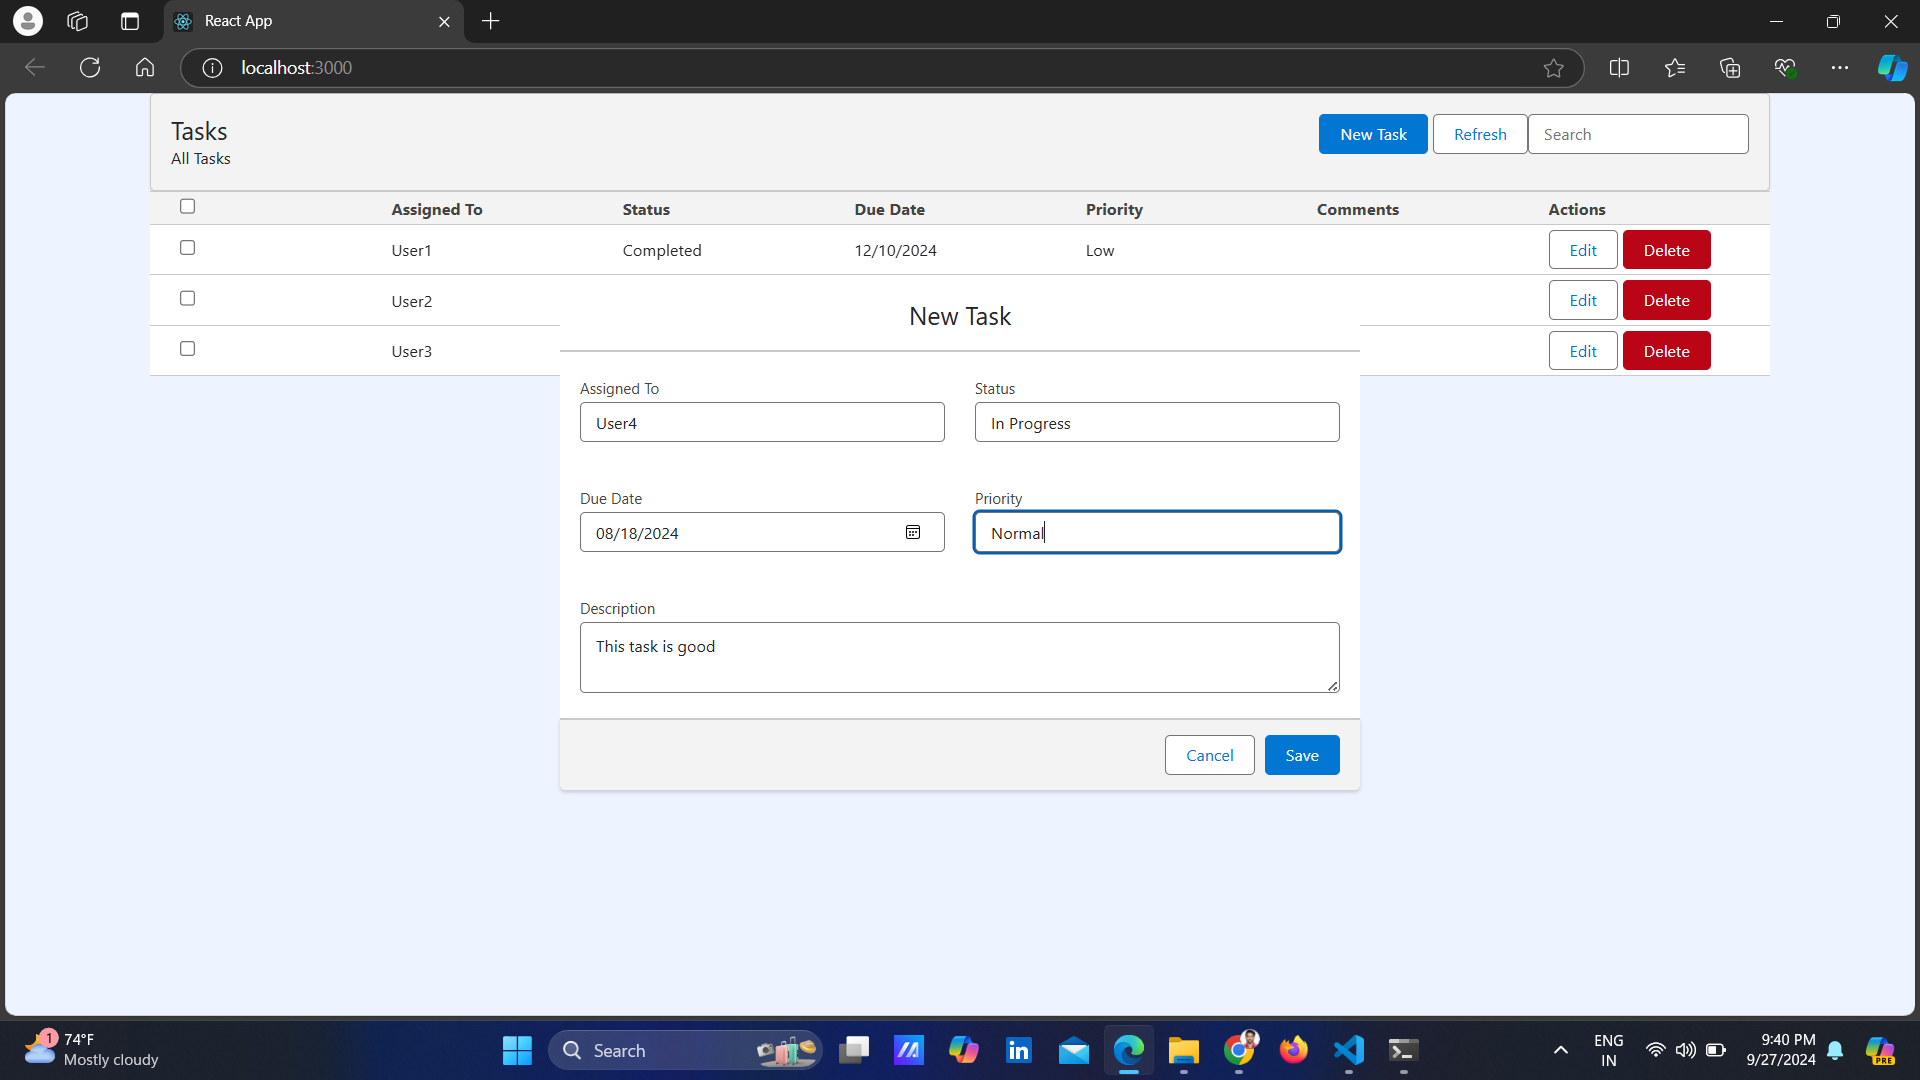 React App
localhost:3000
Tasks
All Tasks
New Task Refresh Search
Assigned To Status Due Date Priority Comments Actions
User1 Completed 12/10/2024 Low Edit Delete
User2 Edit Delete
User3 Edit Delete
New Task
Assigned To Status
User4 In Progress
Due Date Priority
08/18/2024 Normal
Description
This task is good
Cancel Save
1 74°F
Mostly cloudy
Search
in
PRE
ENG
IN
9:40 PM
9/27/2024